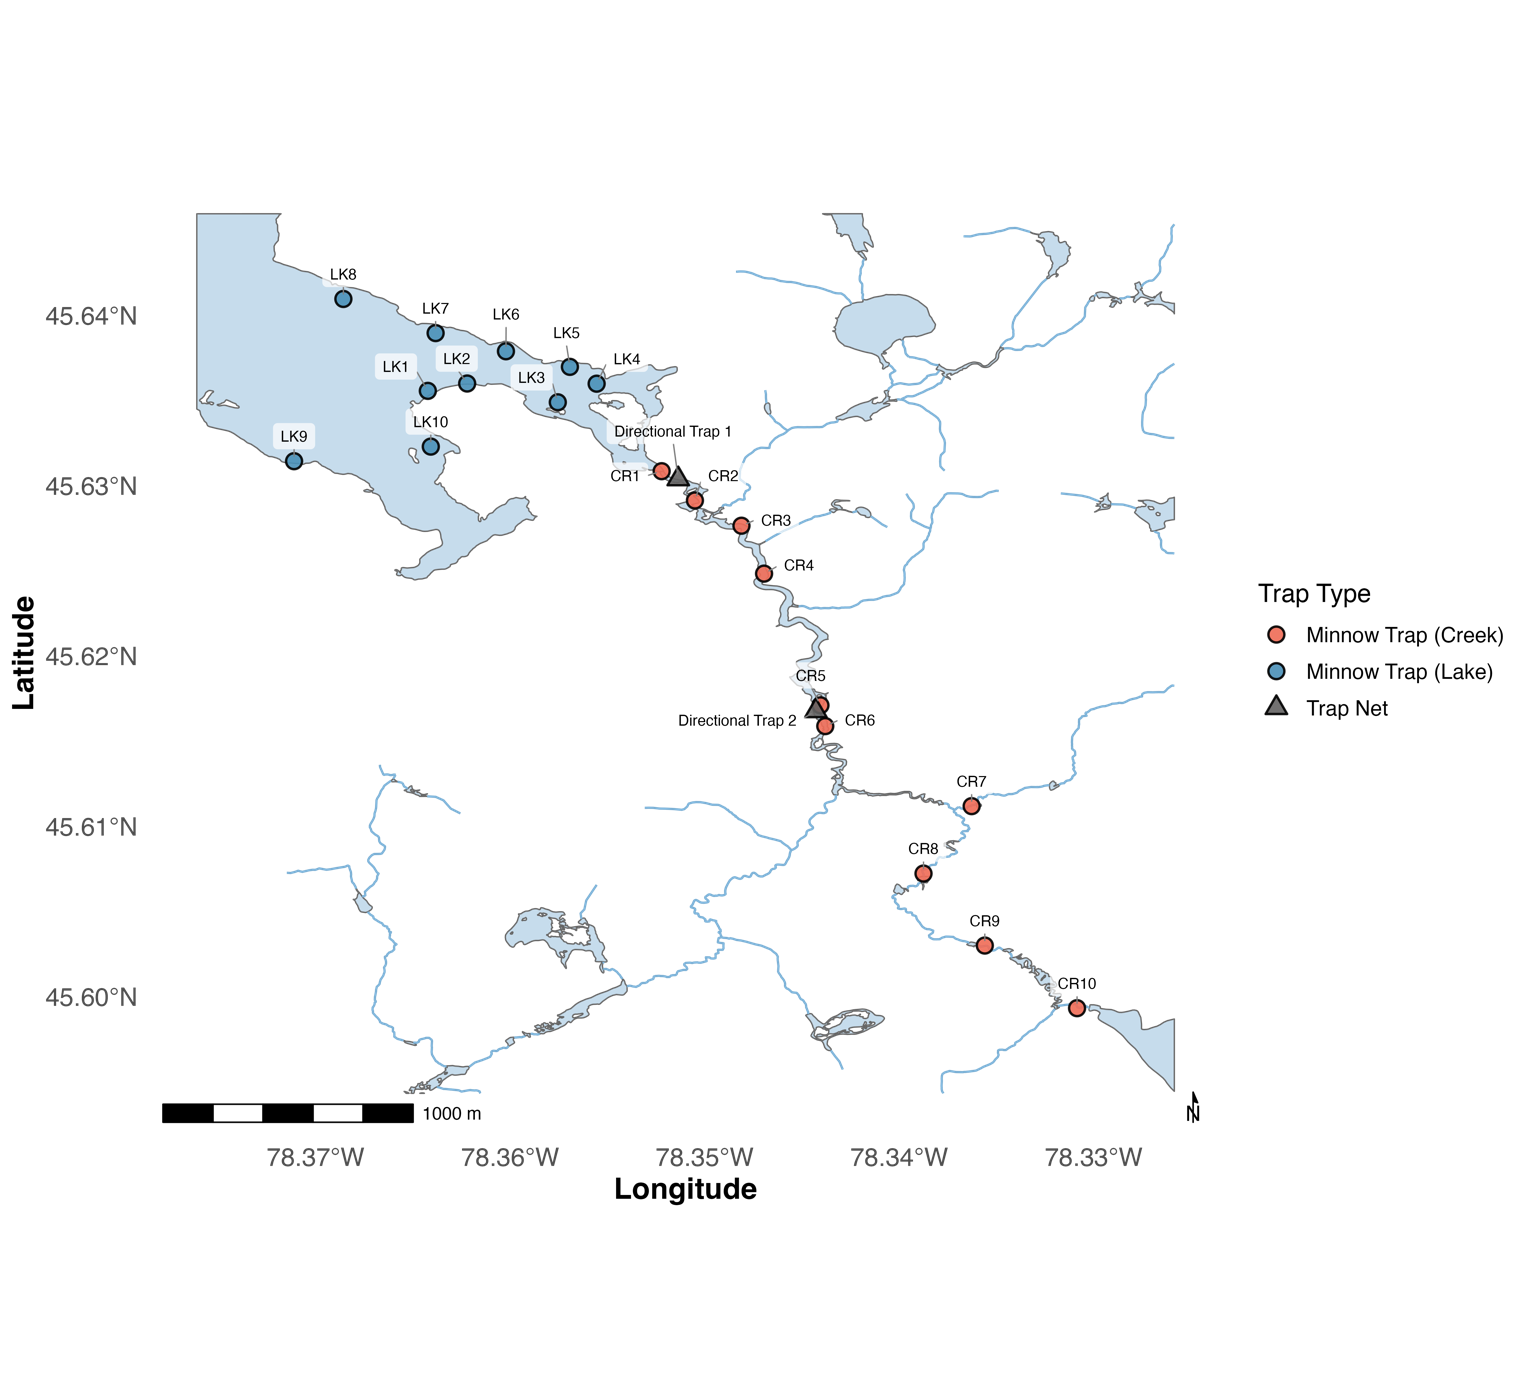 LK8
LK7
LK6
LK5
LK1
LK2
LK4
LK3
LK10
LK9
Directional Trap 1
CR1
CR2
CR3
CR4
CR5
Directional Trap 2
CR6
CR7
CR8
CR9
CR10
45.64°N
45.63°N
45.62°N
45.61°N
45.60°N
Latitude
1000 m
N
78.37°W
78.36°W
78.35°W
78.34°W
78.33°W
Longitude
Trap Type
Minnow Trap (Creek)
Minnow Trap (Lake)
Trap Net